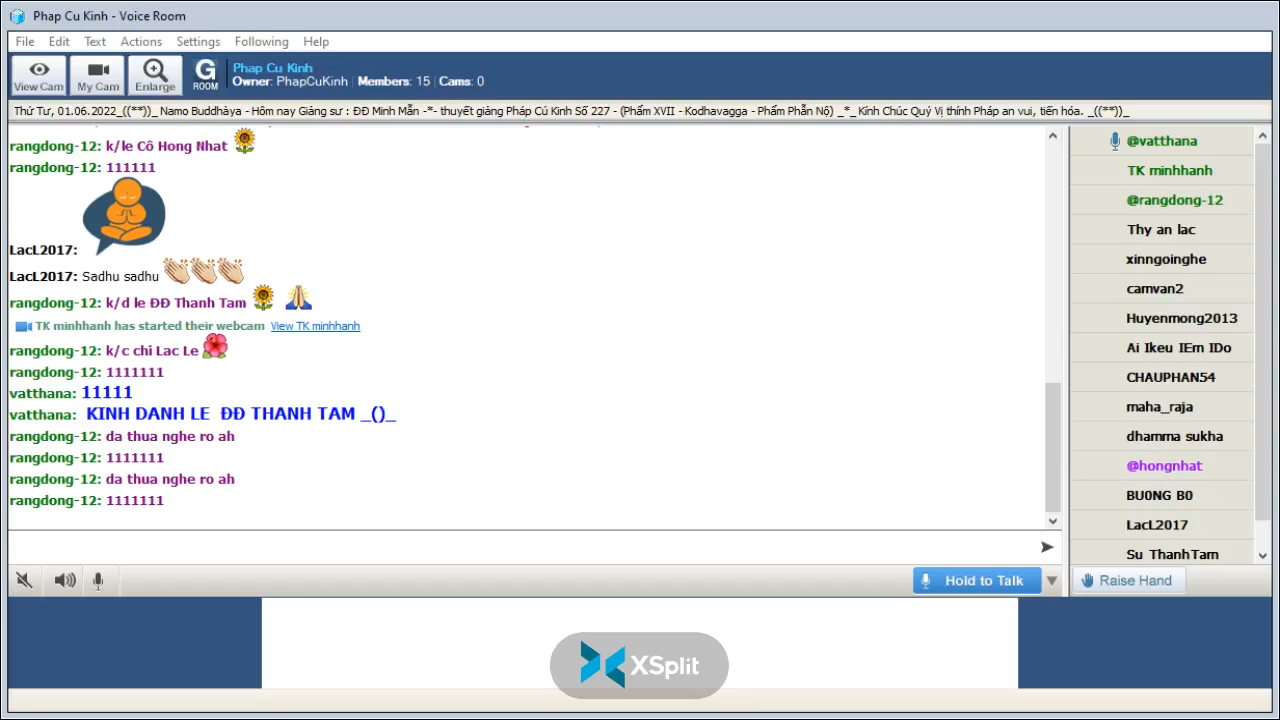 Phap Cu Kinh - Voice Room
File Edit Text Actions Settings Following Help
View Cam My Cam Enlarge G ROOM
Phap Cu Kinh
Owner: PhapCuKinh | Members: 15 | Cams: 0
Thứ Tư, 01.06.2022_((**))_ Namo Buddhàya - Hôm nay Giảng sư : ĐĐ Minh Mẫn -*- thuyết giảng Pháp Cú Kinh Số 227 - (Phẩm XVII - Kodhavagga - Phẩm Phẫn Nộ) _*_ Kính Chúc Quý Vị thính Pháp an vui, tiến hóa. _((**))_
rangdong-12: k/le Cô Hong Nhat
rangdong-12: 111111
LacL2017:
LacL2017: Sadhu sadhu
rangdong-12: k/d le ĐĐ Thanh Tam
TK minhhanh has started their webcam View TK minhhanh
rangdong-12: k/c chi Lac Le
rangdong-12: 1111111
vatthana: 11111
vatthana: KINH DANH LE ĐĐ THANH TAM _()_
rangdong-12: da thua nghe ro ah
rangdong-12: 1111111
rangdong-12: da thua nghe ro ah
rangdong-12: 1111111
@vatthana
TK minhhanh
@rangdong-12
Thy an lac
xinngoinghe
camvan2
Huyenmong2013
Ai Ikeu IEm IDo
CHAUPHAN54
maha_raja
dhamma sukha
@hongnhat
BU0NG B0
LacL2017
Su ThanhTam
Hold to Talk
Raise Hand
XSplit